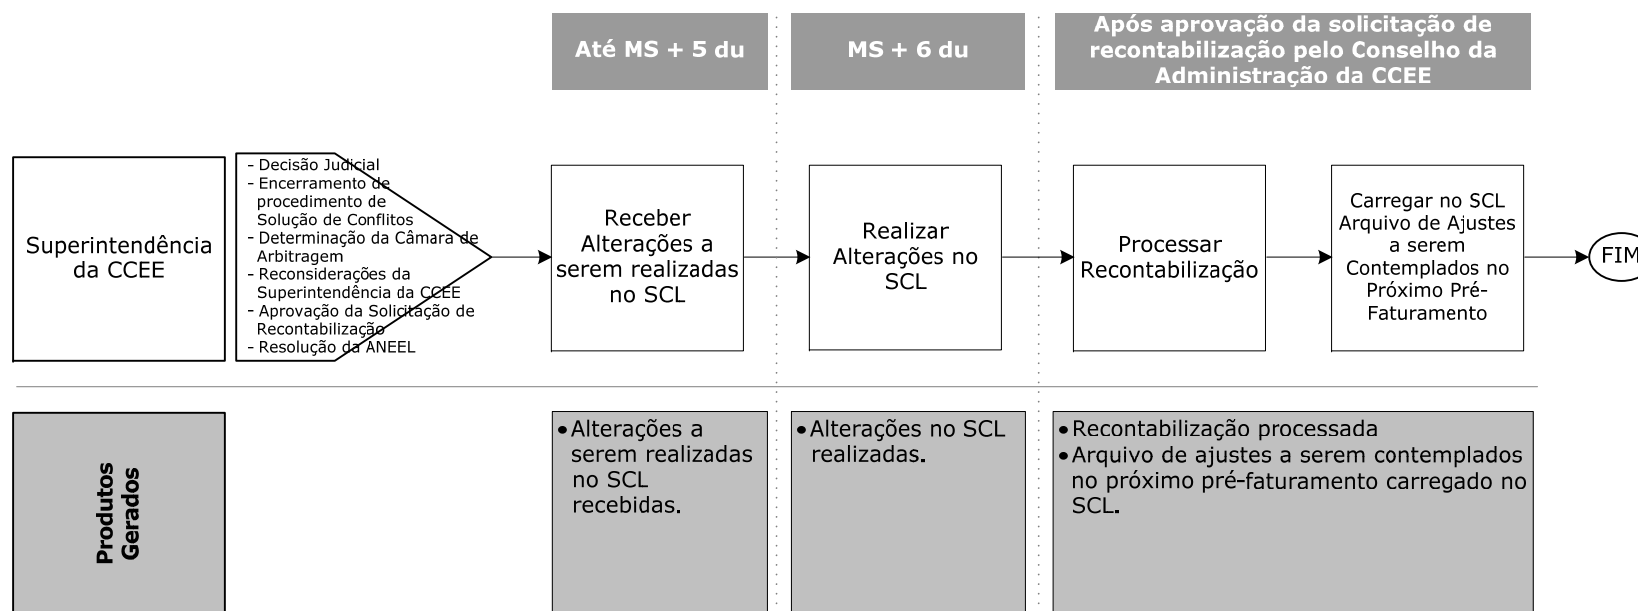 Até MS + 5 du
MS + 6 du
Após aprovação da solicitação de
recontabilização pelo Conselho da
Administração da CCEE
Superintendência
da CCEE
- Decisão Judicial
- Encerramento de
procedimento de
Solução de Conflitos
- Determinação da Câmara de
Arbitragem
- Reconsiderações da
Superintendência da CCEE
- Aprovação da Solicitação de
Recontabilização
- Resolução da ANEEL
Receber
Alterações a
serem realizadas
no SCL
Realizar
Alterações no
SCL
Processar
Recontabilização
Carregar no SCL
Arquivo de Ajustes
a serem
Contemplados no
Próximo Pré-
Faturamento
FIM
Produtos
Gerados
• Alterações a
serem realizadas
no SCL
recebidas.
• Alterações no SCL
realizadas.
• Recontabilização processada
• Arquivo de ajustes a serem contemplados
no próximo pré-faturamento carregado no
SCL.